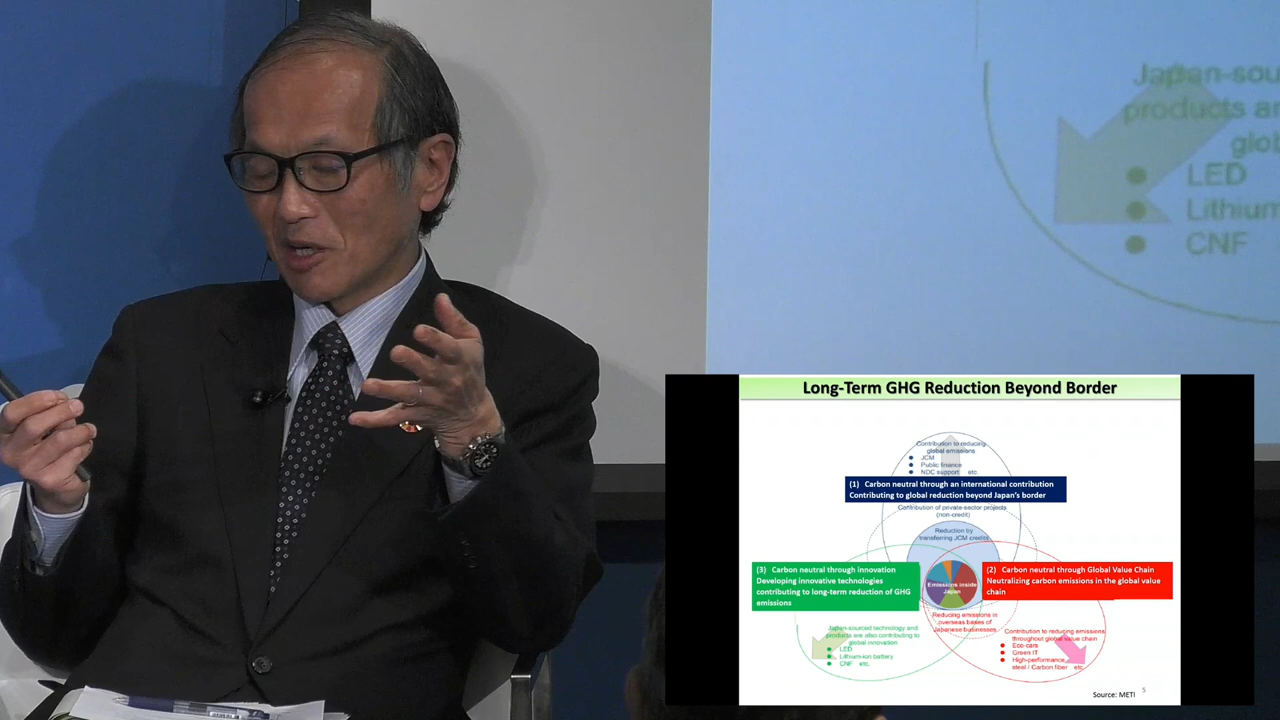 Japan-sou
products a
glo
LED
Lithium
CNF
Long-Term GHG Reduction Beyond Border
Contribution to reducing
global emissions
JCM
Public finance
NDC support etc.
(1) Carbon neutral through an international contribution
Contributing to global reduction beyond Japan's border
Contribution of private-sector projects
(non-credit)
Reduction by
transferring JCM credits
(3) Carbon neutral through innovation
Developing innovative technologies
contributing to long-term reduction of GHG
emissions
(2) Carbon neutral through Global Value Chain
Neutralizing carbon emissions in the global value
chain
Emissions inside
Japan
Reducing emissions in
overseas bases of
Japanese businesses
Japan-sourced technology and
products are also contributing to
global innovation
LED
Lithium-ion battery
CNF etc.
Contribution to reducing emissions
throughout global value chain
Eco-cars
Green IT
High-performance
steel / Carbon fiber etc.
Source: METI
5